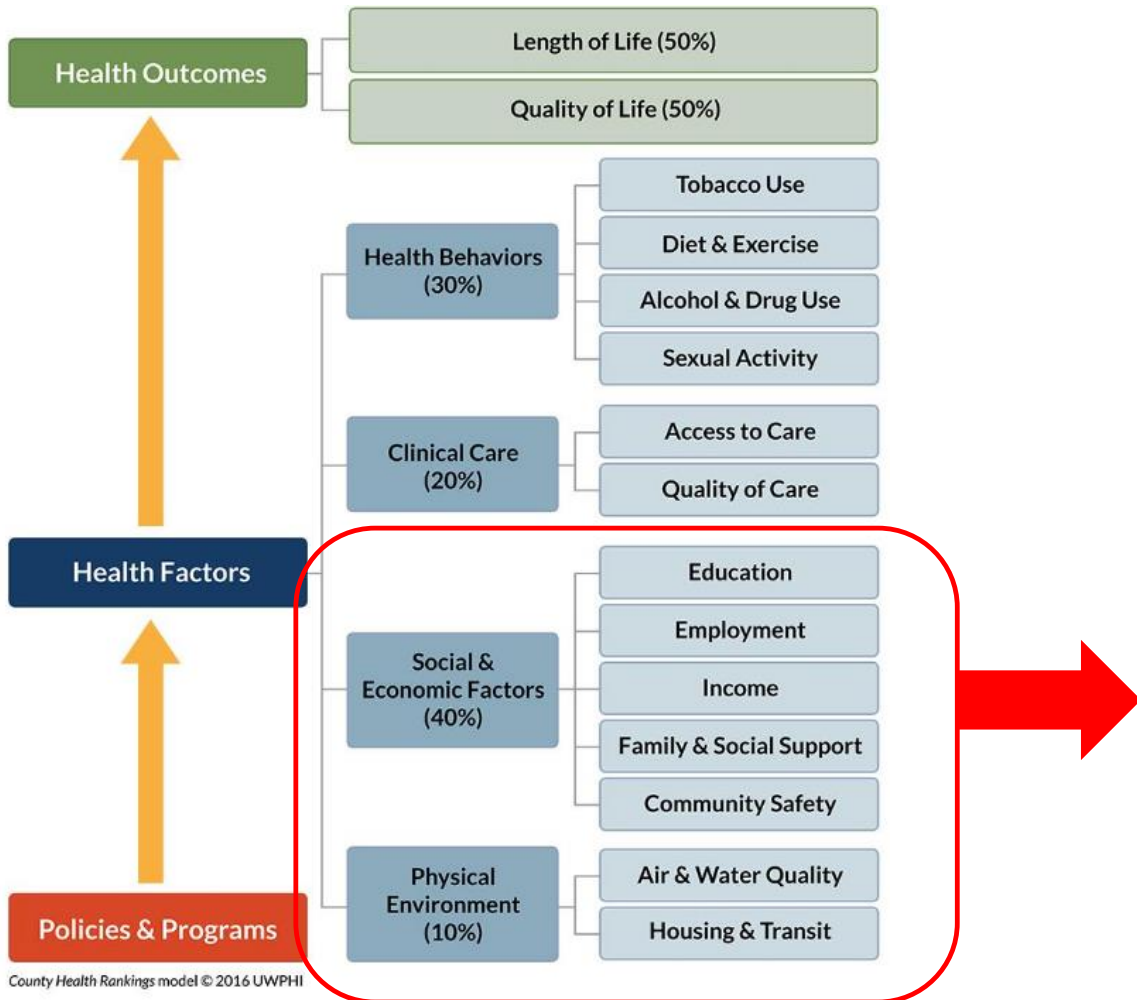 Health Outcomes
Length of Life (50%)
Quality of Life (50%)
Health Behaviors
(30%)
Tobacco Use
Diet & Exercise
Alcohol & Drug Use
Sexual Activity
Clinical Care
(20%)
Access to Care
Quality of Care
Health Factors
Social &
Economic Factors
(40%)
Education
Employment
Income
Family & Social Support
Community Safety
Physical
Environment
(10%)
Air & Water Quality
Housing & Transit
Policies & Programs
County Health Rankings model © 2016 UWPHI